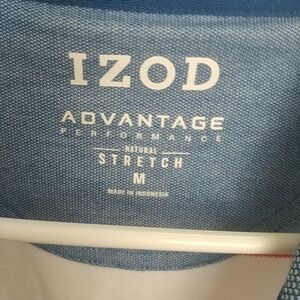 IZOD
ADVANTAGE
PERFORMANCE
NATURAL
STRETCH
M
MADE IN INDONESIA